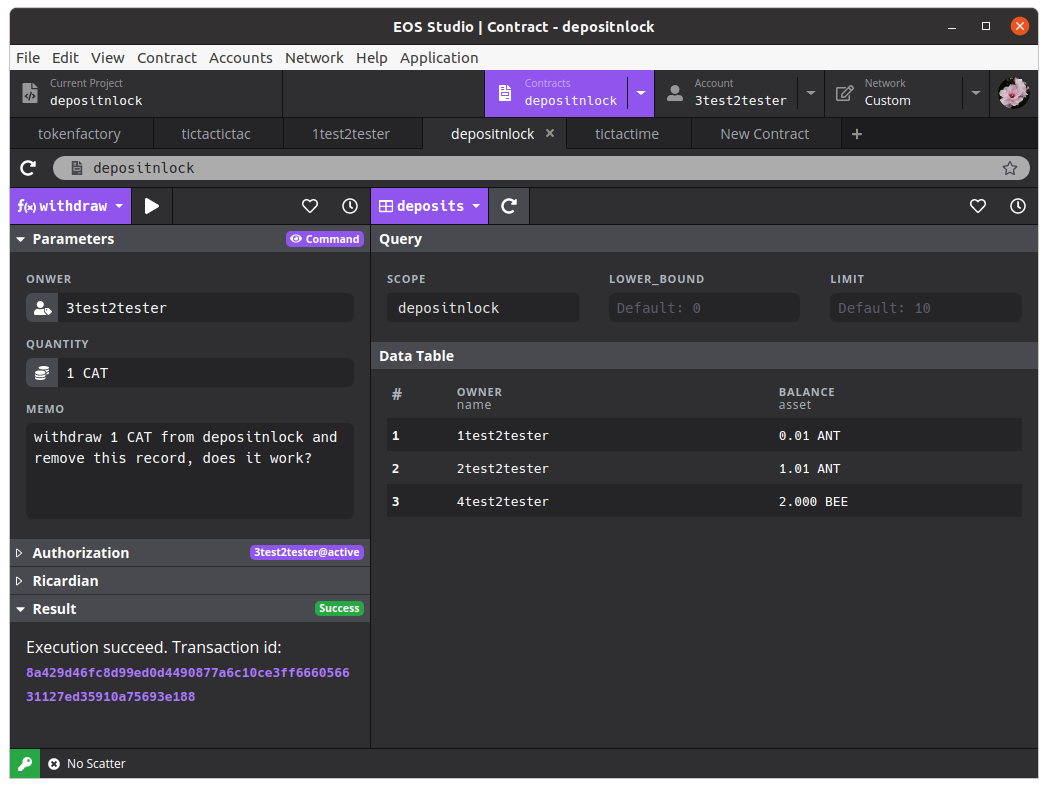 EOS Studio | Contract - depositnlock
File Edit View Contract Accounts Network Help Application
Current Project
depositnlock
Contracts
depositnlock
Account
3test2tester
Network
Custom
tokenfactory tictactictac 1test2tester depositnlock tictactime New Contract
depositnlock
f(x) withdraw
deposits
Parameters
Command
ONWER
3test2tester
QUANTITY
1 CAT
MEMO
withdraw 1 CAT from depositnlock and
remove this record, does it work?
Authorization
3test2tester@active
Ricardian
Result
Success
Execution succeed. Transaction id:
8a429d46fc8d99ed0d4490877a6c10ce3ff6660566
31127ed35910a75693e188
Query
SCOPE LOWER_BOUND LIMIT
depositnlock Default: 0 Default: 10
Data Table
# OWNER BALANCE
name asset
1 1test2tester 0.01 ANT
2 2test2tester 1.01 ANT
3 4test2tester 2.000 BEE
No Scatter